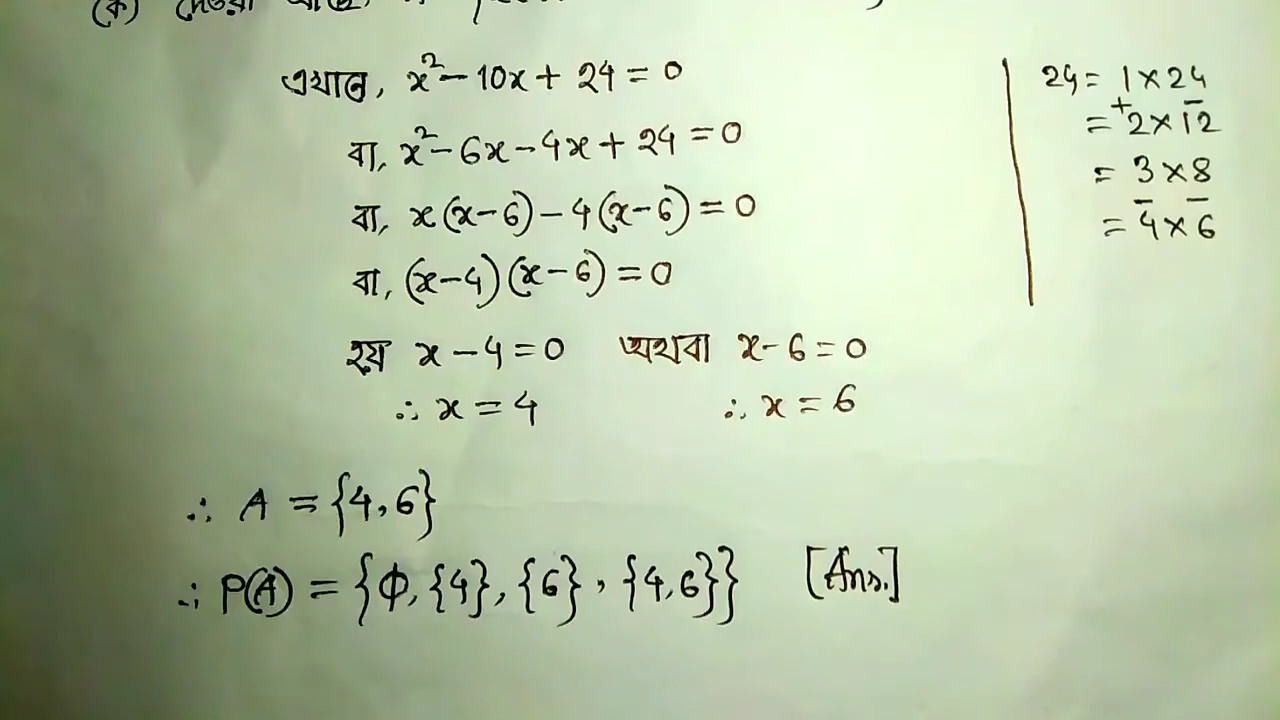 (ক) দেওয়া আছে,
এখানে, x² - 10x + 24 = 0
বা, x² - 6x - 4x + 24 = 0
বা, x(x-6) - 4(x-6) = 0
বা, (x-4)(x-6) = 0
হয় x - 4 = 0 অথবা x - 6 = 0
∴ x = 4 ∴ x = 6
∴ A = {4, 6}
∴ P(A) = {Φ, {4}, {6}, {4, 6}} [Ans.]
24 = 1 × 24
= +2 × -12
= 3 × 8
= -4 × -6